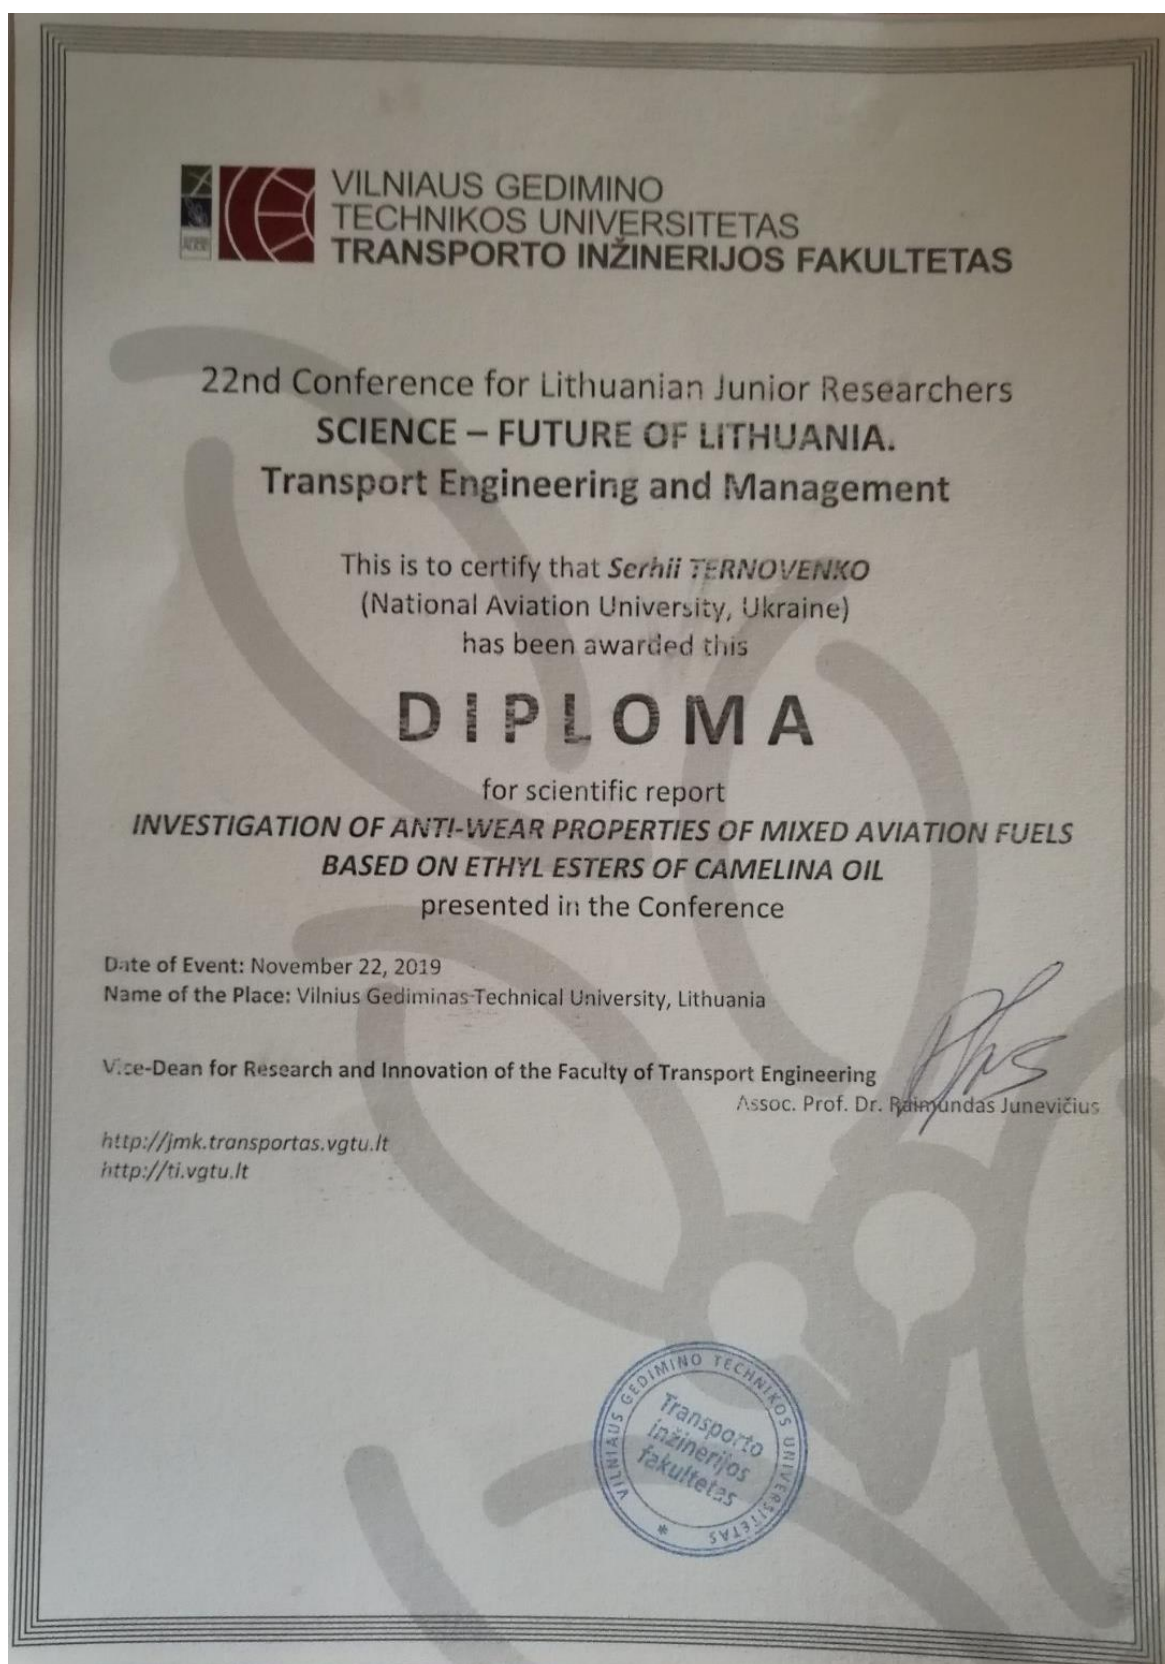 VILNIAUS GEDIMINO
TECHNIKOS UNIVERSITETAS
TRANSPORTO INŽINERIJOS FAKULTETAS
22nd Conference for Lithuanian Junior Researchers
SCIENCE – FUTURE OF LITHUANIA.
Transport Engineering and Management
This is to certify that Serhii TERNOVENKO
(National Aviation University, Ukraine)
has been awarded this
DIPLOMA
for scientific report
INVESTIGATION OF ANTI-WEAR PROPERTIES OF MIXED AVIATION FUELS
BASED ON ETHYL ESTERS OF CAMELINA OIL
presented in the Conference
Date of Event: November 22, 2019
Name of the Place: Vilnius Gediminas Technical University, Lithuania
Vice-Dean for Research and Innovation of the Faculty of Transport Engineering
Assoc. Prof. Dr. Raimundas Junevičius
http://jmk.transportas.vgtu.lt
http://ti.vgtu.lt
VILNIAUS GEDIMINO TECHNIKOS UNIVERSITETAS *
Transporto
inžinerijos
fakultetas